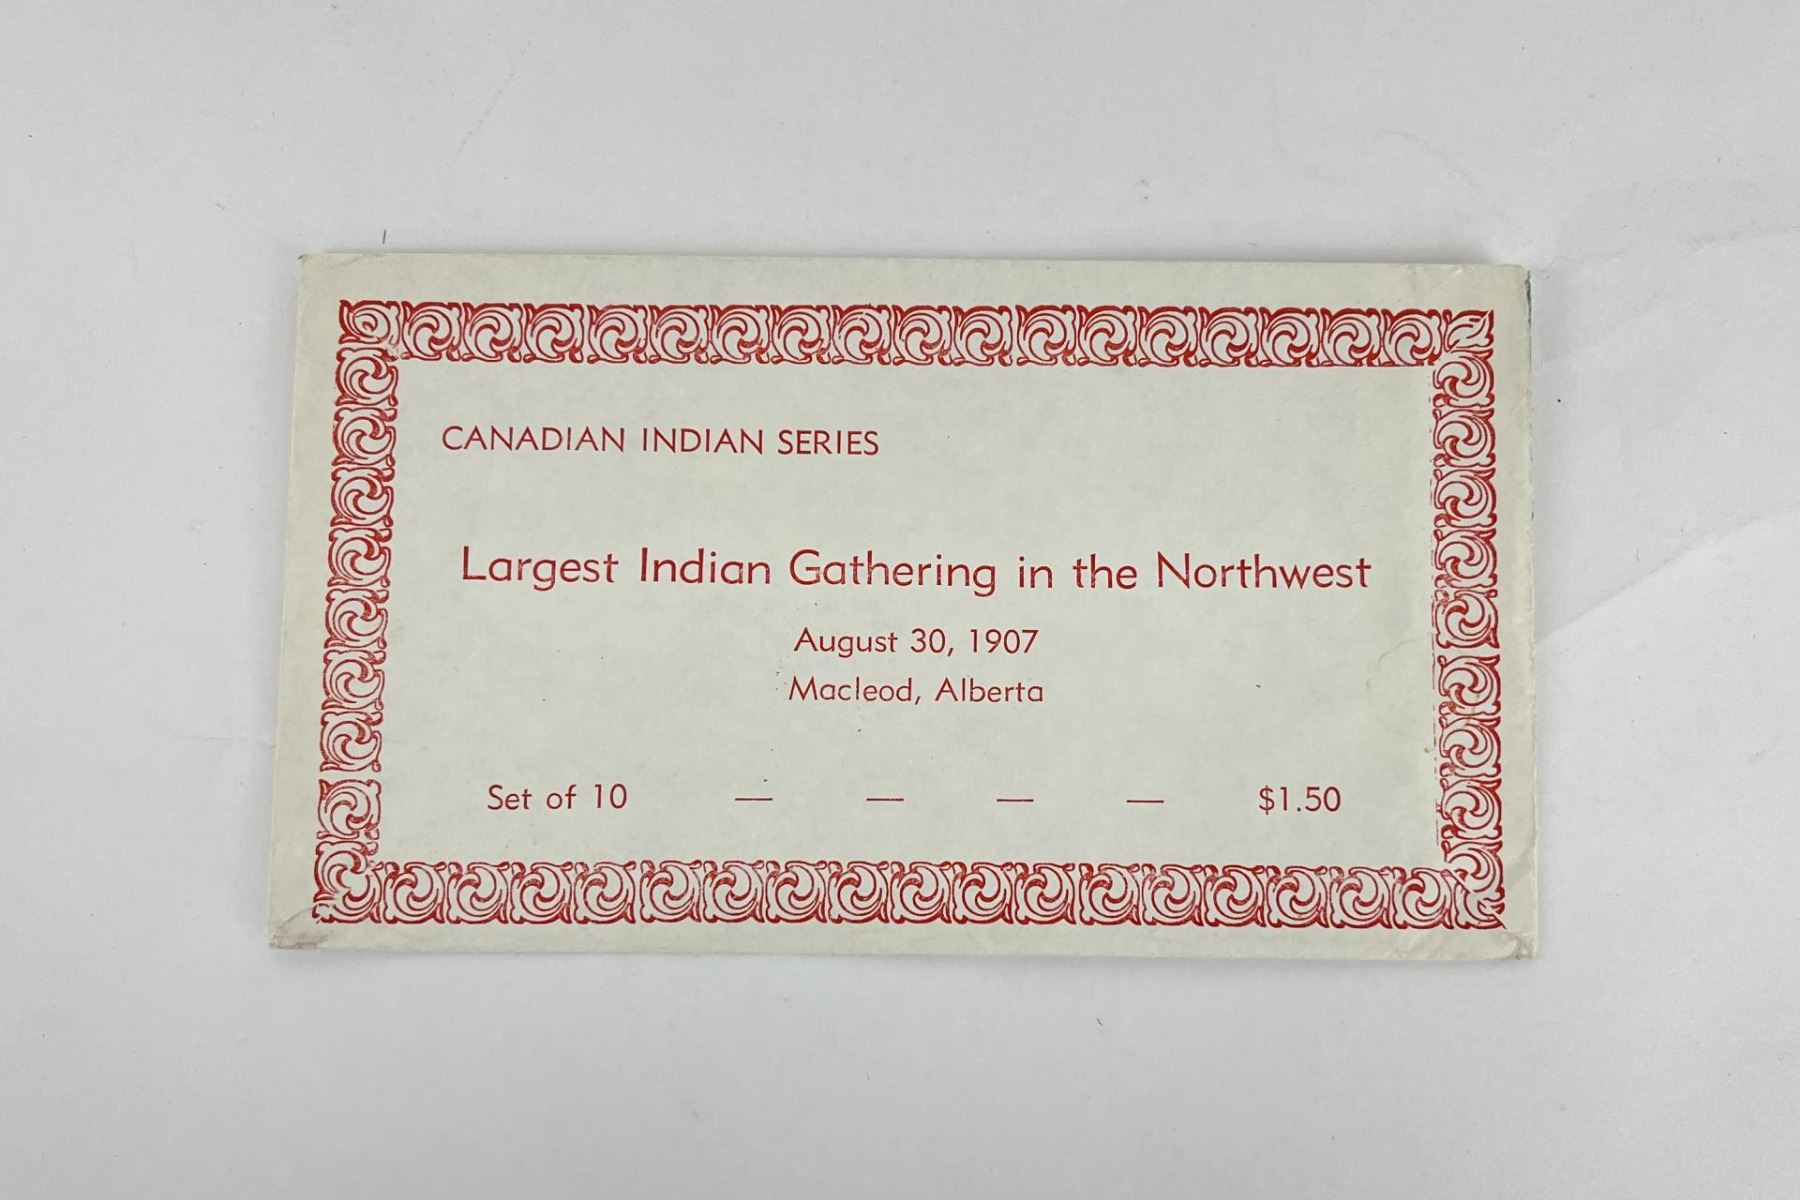 CANADIAN INDIAN SERIES
Largest Indian Gathering in the Northwest
August 30, 1907
Macleod, Alberta
Set of 10 — — — — $1.50